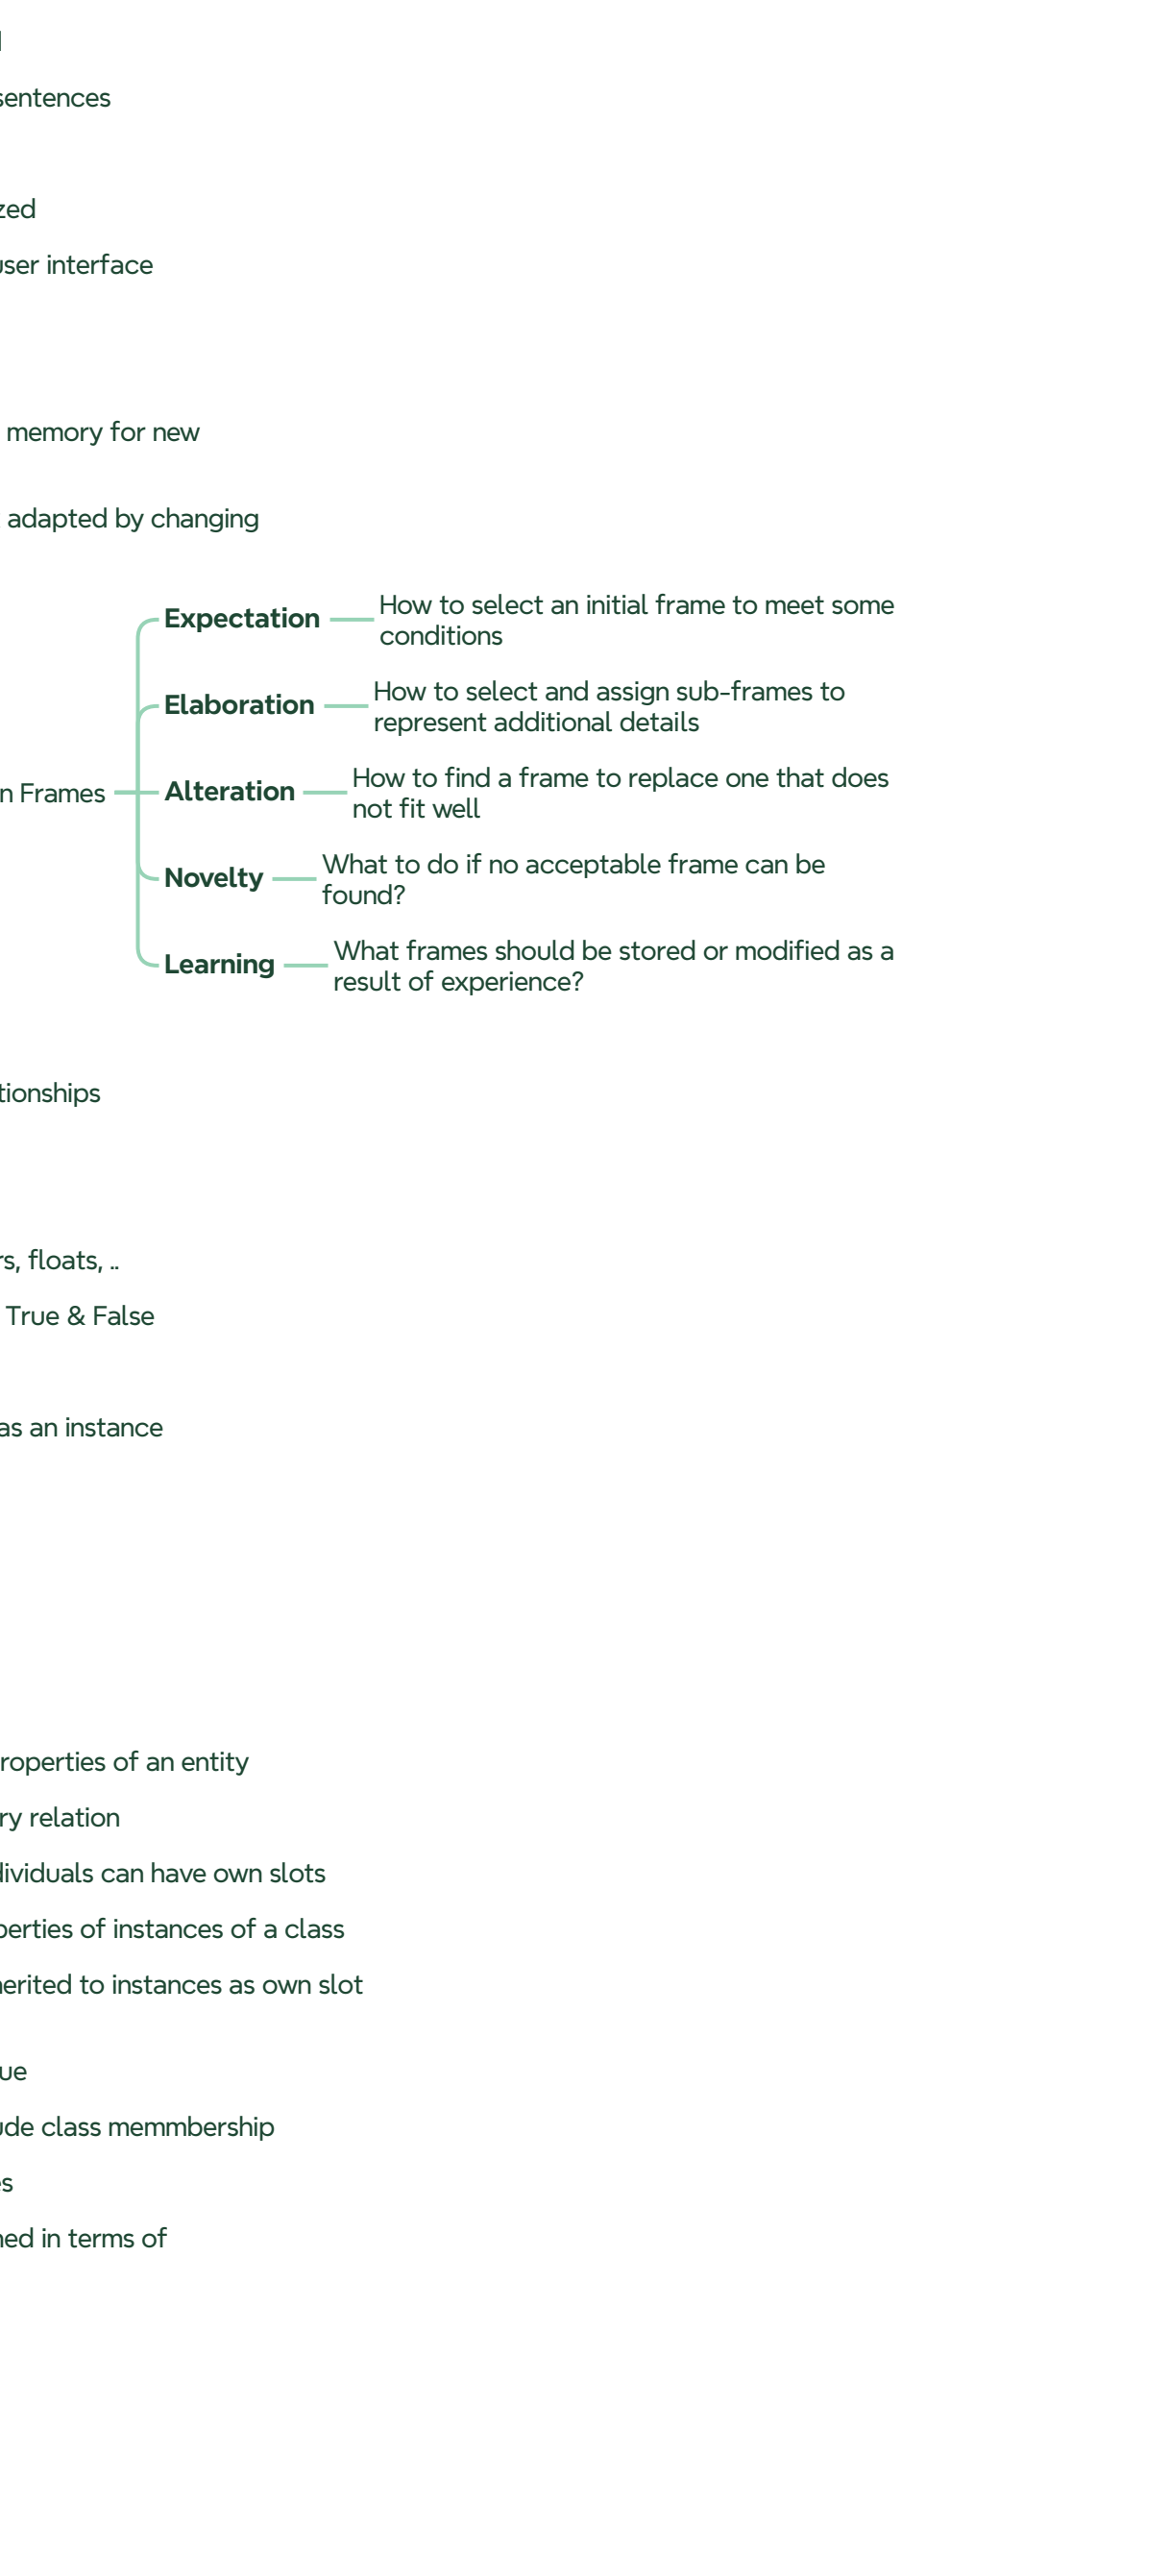 sentences
zed
user interface
memory for new
adapted by changing
Expectation
How to select an initial frame to meet some
conditions
Elaboration
How to select and assign sub-frames to
represent additional details
n Frames
Alteration
How to find a frame to replace one that does
not fit well
Novelty
What to do if no acceptable frame can be
found?
Learning
What frames should be stored or modified as a
result of experience?
tionships
rs, floats, ..
True & False
as an instance
roperties of an entity
ry relation
dividuals can have own slots
perties of instances of a class
herited to instances as own slot
ue
ude class memmbership
es
ned in terms of